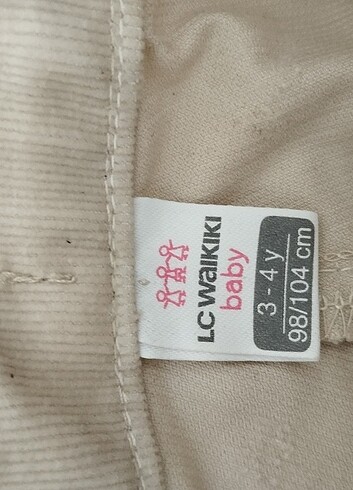 LC WAIKIKI
baby
3 - 4 y
98/104 cm